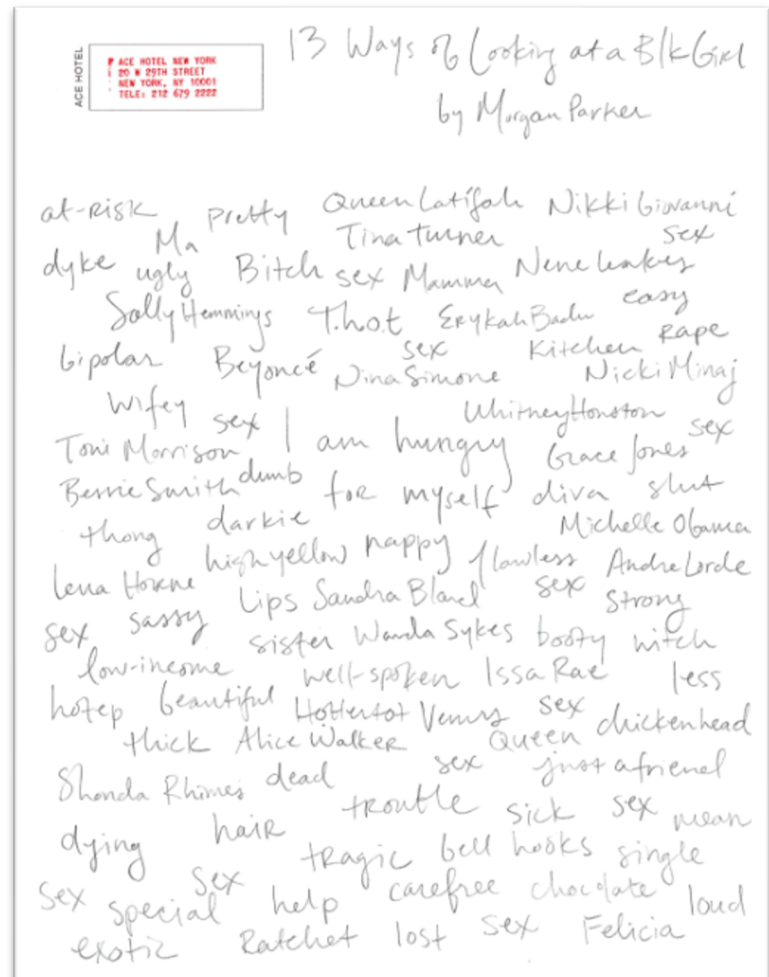 ACE HOTEL
ACE HOTEL NEW YORK
20 W 29TH STREET
NEW YORK, NY 10001
TELE: 212 679 2222
13 Ways of Looking at a Blk Girl
by Morgan Parker
at-risk pretty Queen Latifah Nikki Giovanni
Ma Tina Turner sex
dyke ugly Bitch sex Mamma Nene Leakes
Sally Hemmings T.h.o.t Erykah Badu easy
bipolar Beyoncé sex Kitchen rape
Nina Simone Nicki Minaj
wifey sex Whitney Houston
Toni Morrison I am hungry Grace Jones sex
Bessie Smith dumb for myself diva slut
thong darkie Michelle Obama
Lena Horne high yellow nappy flawless Audre Lorde
sex sassy Lips Sandra Bland sex strong
sister Wanda Sykes booty witch
low-income well-spoken Issa Rae less
hotep beautiful Hottentot Venus sex
thick Alice Walker Queen chickenhead
Shonda Rhimes dead sex just a friend
dying hair trouble sick sex mean
tragic bell hooks single
sex special sex help carefree chocolate loud
exotic Ratchet lost sex Felicia